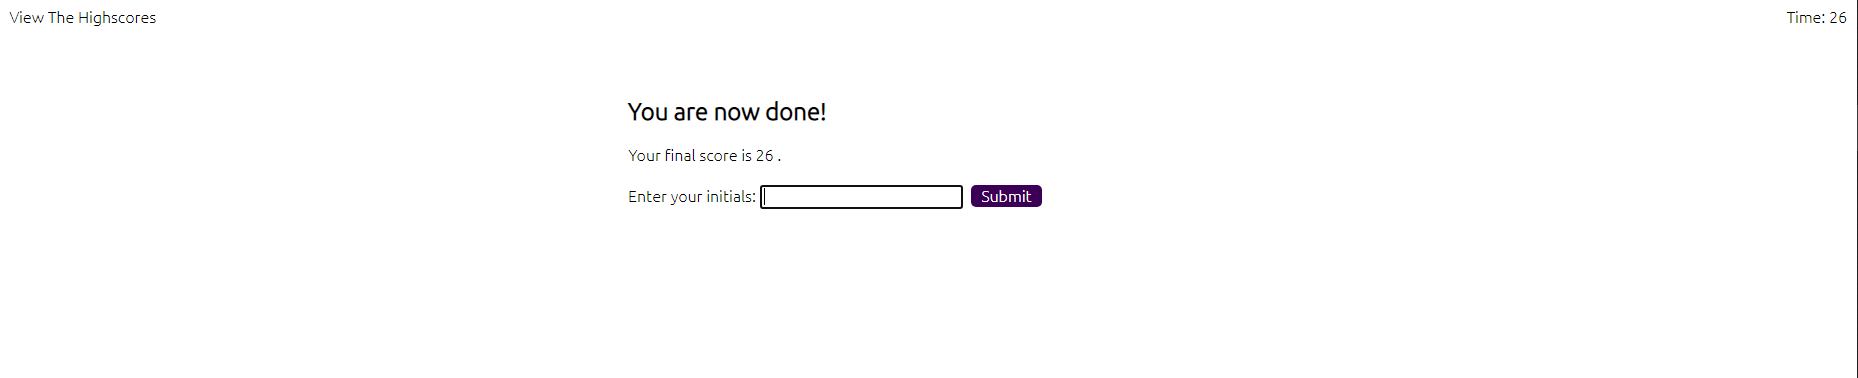 View The Highscores
Time: 26
You are now done!
Your final score is 26 .
Enter your initials:
Submit